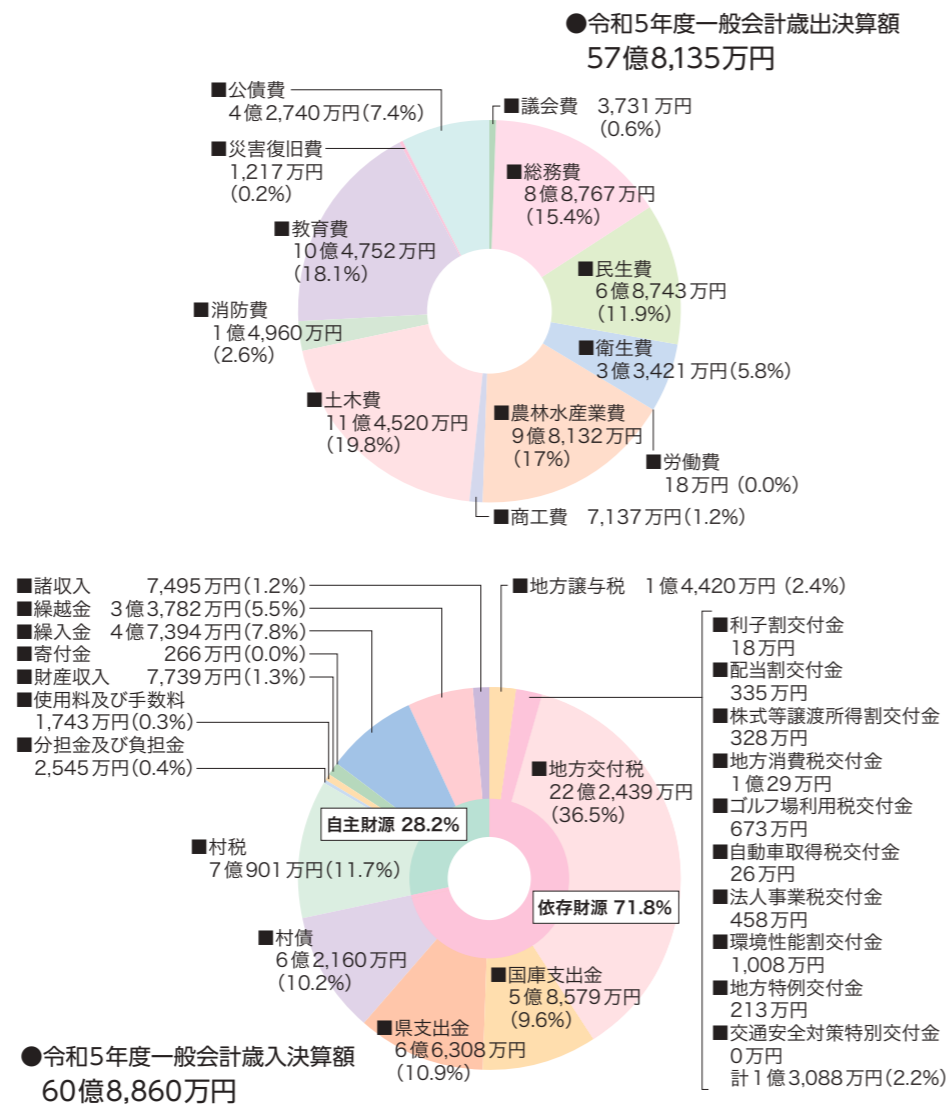 ●令和5年度一般会計歳出決算額
57億8,135万円
■公債費
4億2,740万円(7.4%)
■議会費 3,731万円
(0.6%)
■災害復旧費
1,217万円
(0.2%)
■総務費
8億8,767万円
(15.4%)
■教育費
10億4,752万円
(18.1%)
■民生費
6億8,743万円
(11.9%)
■消防費
1億4,960万円
(2.6%)
■衛生費
3億3,421万円(5.8%)
■土木費
11億4,520万円
(19.8%)
■農林水産業費
9億8,132万円
(17%)
■労働費
18万円 (0.0%)
■商工費 7,137万円(1.2%)
■諸収入 7,495万円(1.2%)
■繰越金 3億3,782万円(5.5%)
■繰入金 4億7,394万円(7.8%)
■寄付金 266万円(0.0%)
■財産収入 7,739万円(1.3%)
■使用料及び手数料
1,743万円(0.3%)
■分担金及び負担金
2,545万円(0.4%)
■地方譲与税 1億4,420万円 (2.4%)
■利子割交付金
18万円
■配当割交付金
335万円
■株式等譲渡所得割交付金
328万円
■地方消費税交付金
1億29万円
■ゴルフ場利用税交付金
673万円
■自動車取得税交付金
26万円
■法人事業税交付金
458万円
■環境性能割交付金
1,008万円
■地方特例交付金
213万円
■交通安全対策特別交付金
0万円
計1億3,088万円(2.2%)
■地方交付税
22億2,439万円
(36.5%)
自主財源 28.2%
■村税
7億901万円(11.7%)
依存財源 71.8%
■村債
6億2,160万円
(10.2%)
■国庫支出金
5億8,579万円
(9.6%)
■県支出金
6億6,308万円
(10.9%)
●令和5年度一般会計歳入決算額
60億8,860万円